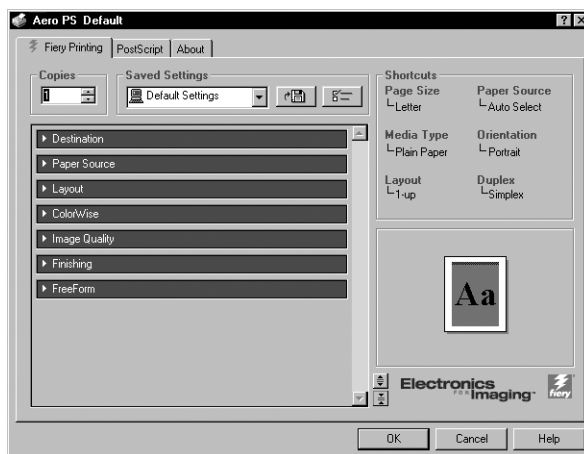 Aero PS Default
Fiery Printing
PostScript
About
Copies
1
Saved Settings
Default Settings
Destination
Paper Source
Layout
ColorWise
Image Quality
Finishing
FreeForm
Shortcuts
Page Size
Letter
Paper Source
Auto Select
Media Type
Plain Paper
Orientation
Portrait
Layout
1-up
Duplex
Simplex
Aa
Electronics
FOR Imaging
fiery
OK
Cancel
Help